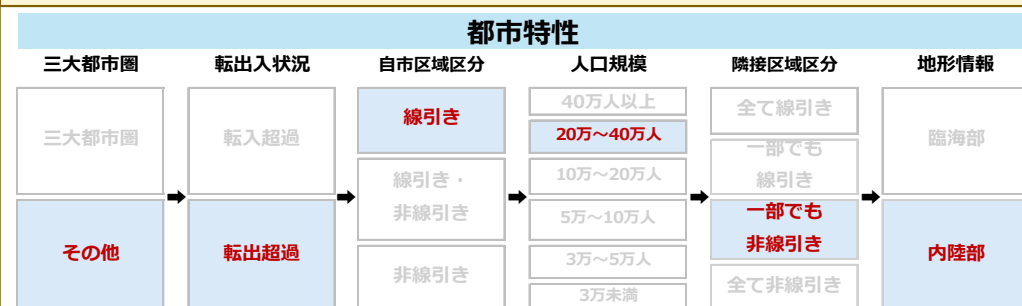 都市特性
三大都市圏
転出入状況
自市区域区分
人口規模
隣接区域区分
地形情報
三大都市圏
その他
転入超過
転出超過
線引き
線引き・
非線引き
非線引き
40万人以上
20万～40万人
10万～20万人
5万～10万人
3万～5万人
3万未満
全て線引き
一部でも
線引き
一部でも
非線引き
全て非線引き
臨海部
内陸部